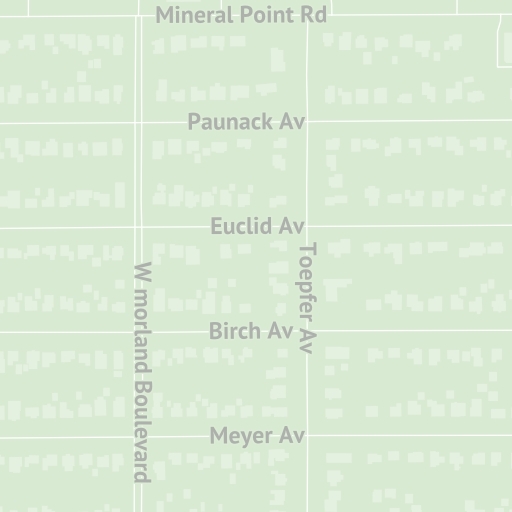 Mineral Point Rd
Paunack Av
Euclid Av
Toepfer Av
W morland Boulevard
Birch Av
Meyer Av